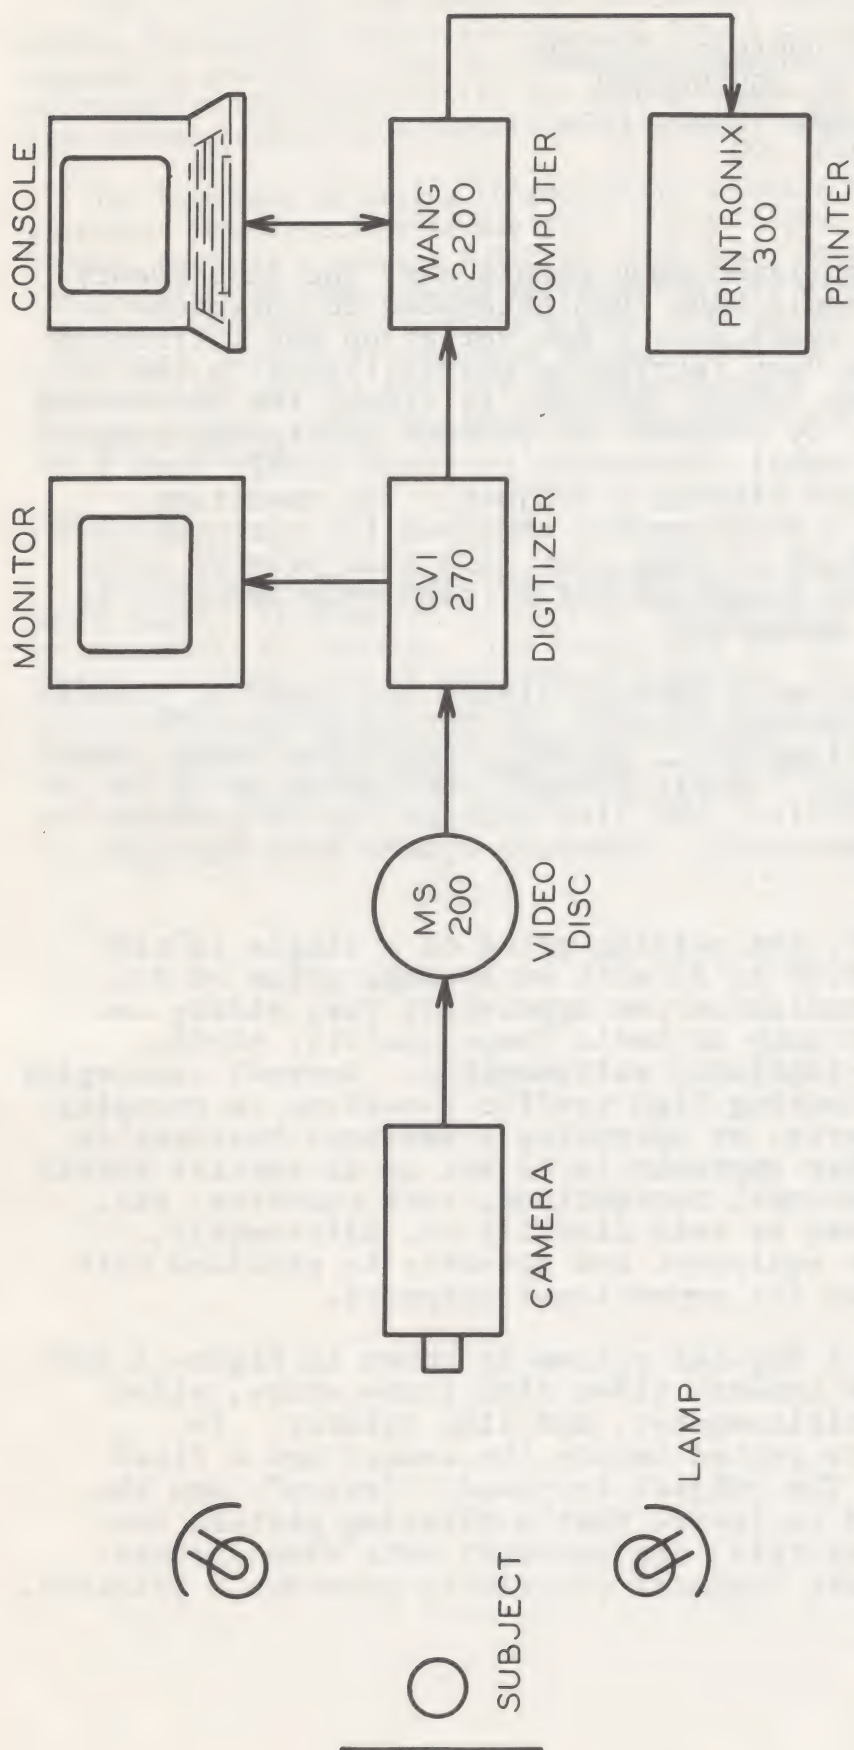 MONITOR
CONSOLE
MS
200
CVI
270
WANG
2200
SUBJECT
LAMP
CAMERA
VIDEO
DISC
DIGITIZER
COMPUTER
PRINTRONIX
300
PRINTER